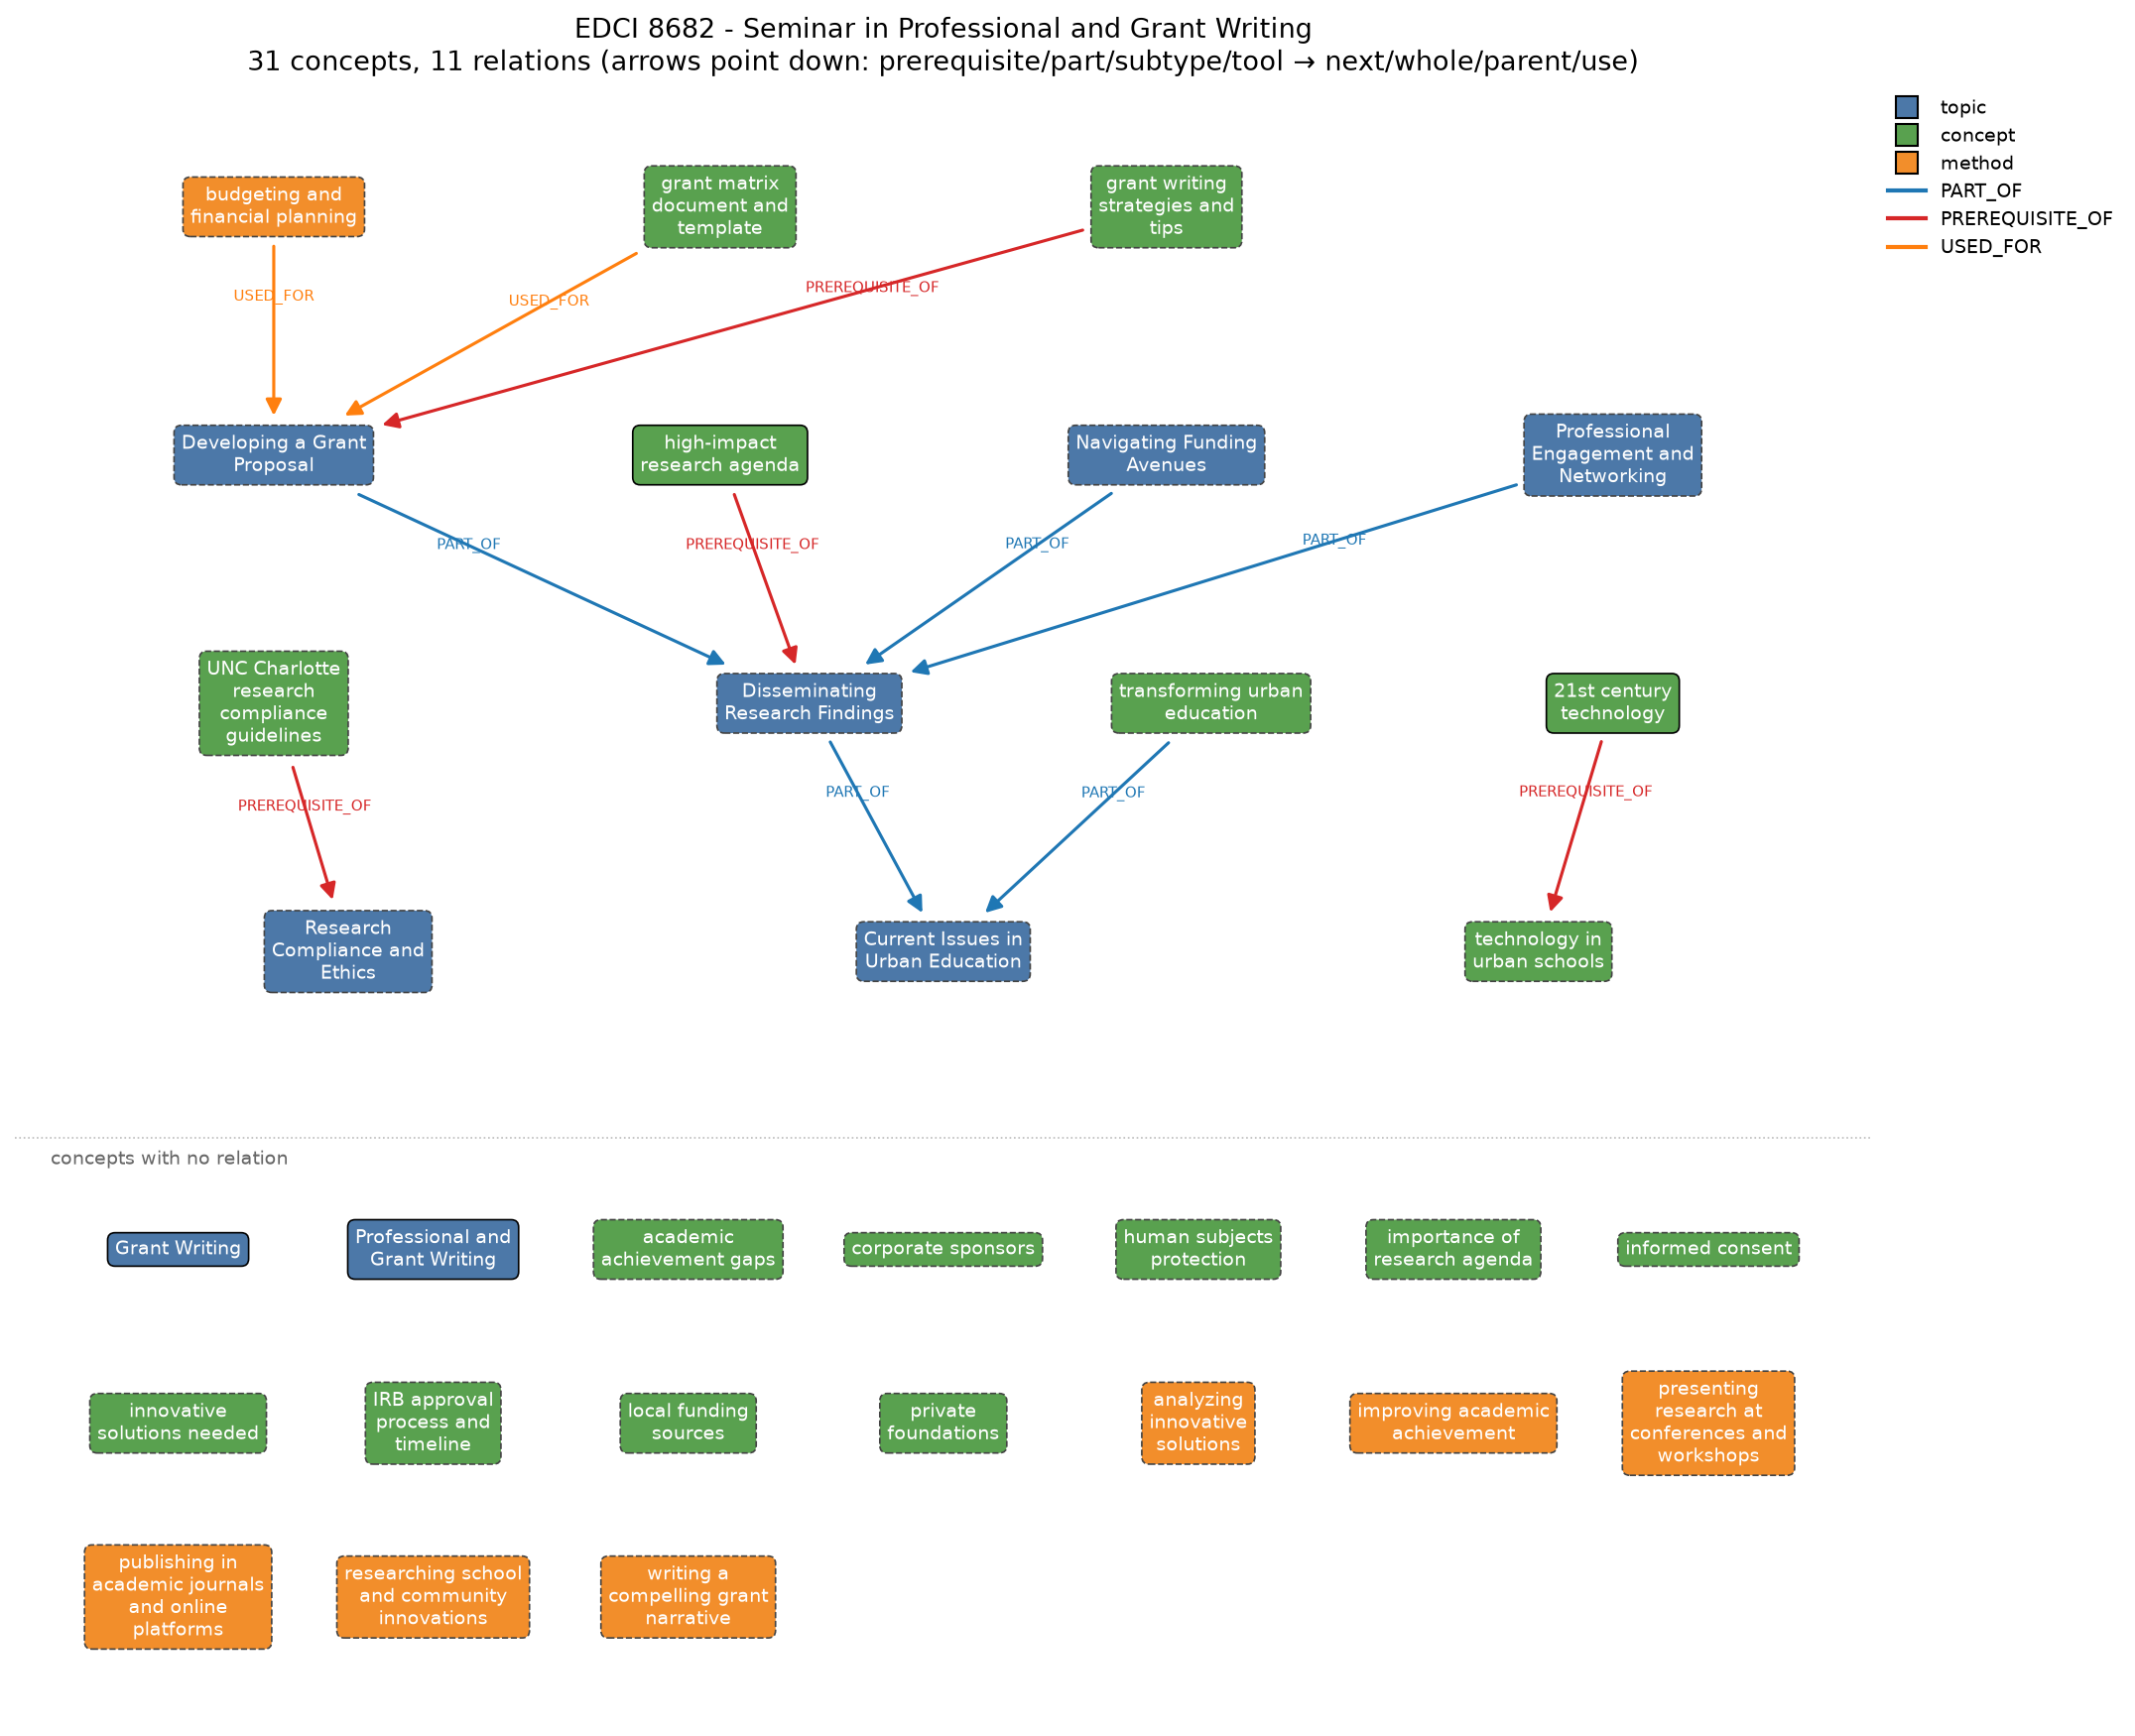 EDCI 8682 - Seminar in Professional and Grant Writing
31 concepts, 11 relations (arrows point down: prerequisite/part/subtype/tool → next/whole/parent/use)
topic
concept
method
PART_OF
PREREQUISITE_OF
USED_FOR
budgeting and
financial planning
grant matrix
document and
template
grant writing
strategies and
tips
USED_FOR
USED_FOR
PREREQUISITE_OF
Developing a Grant
Proposal
high-impact
research agenda
Navigating Funding
Avenues
Professional
Engagement and
Networking
PART_OF
PREREQUISITE_OF
PART_OF
PART_OF
UNC Charlotte
research
compliance
guidelines
Disseminating
Research Findings
transforming urban
education
21st century
technology
PREREQUISITE_OF
PART_OF
PART_OF
PREREQUISITE_OF
Research
Compliance and
Ethics
Current Issues in
Urban Education
technology in
urban schools
concepts with no relation
Grant Writing
Professional and
Grant Writing
academic
achievement gaps
corporate sponsors
human subjects
protection
importance of
research agenda
informed consent
innovative
solutions needed
IRB approval
process and
timeline
local funding
sources
private
foundations
analyzing
innovative
solutions
improving academic
achievement
presenting
research at
conferences and
workshops
publishing in
academic journals
and online
platforms
researching school
and community
innovations
writing a
compelling grant
narrative